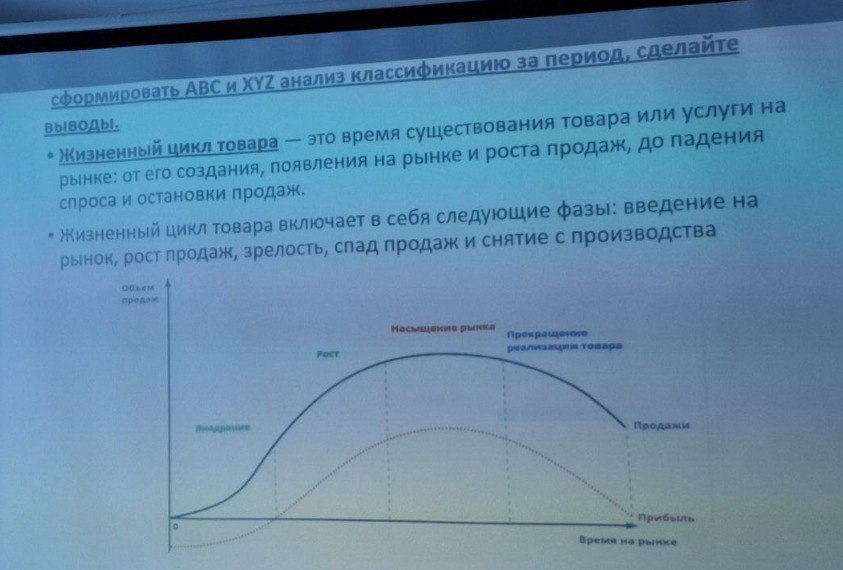 сформировать ABC и XYZ анализ классификацию за период, сделайте
выводы.
• Жизненный цикл товара — это время существования товара или услуги на
рынке: от его создания, появления на рынке и роста продаж, до падения
спроса и остановки продаж.
• Жизненный цикл товара включает в себя следующие фазы: введение на
рынок, рост продаж, зрелость, спад продаж и снятие с производства
Объем
продаж
Насыщение рынка
Прекращение
реализации товара
Рост
Внедрение
Продажи
Прибыль
0
Время на рынке